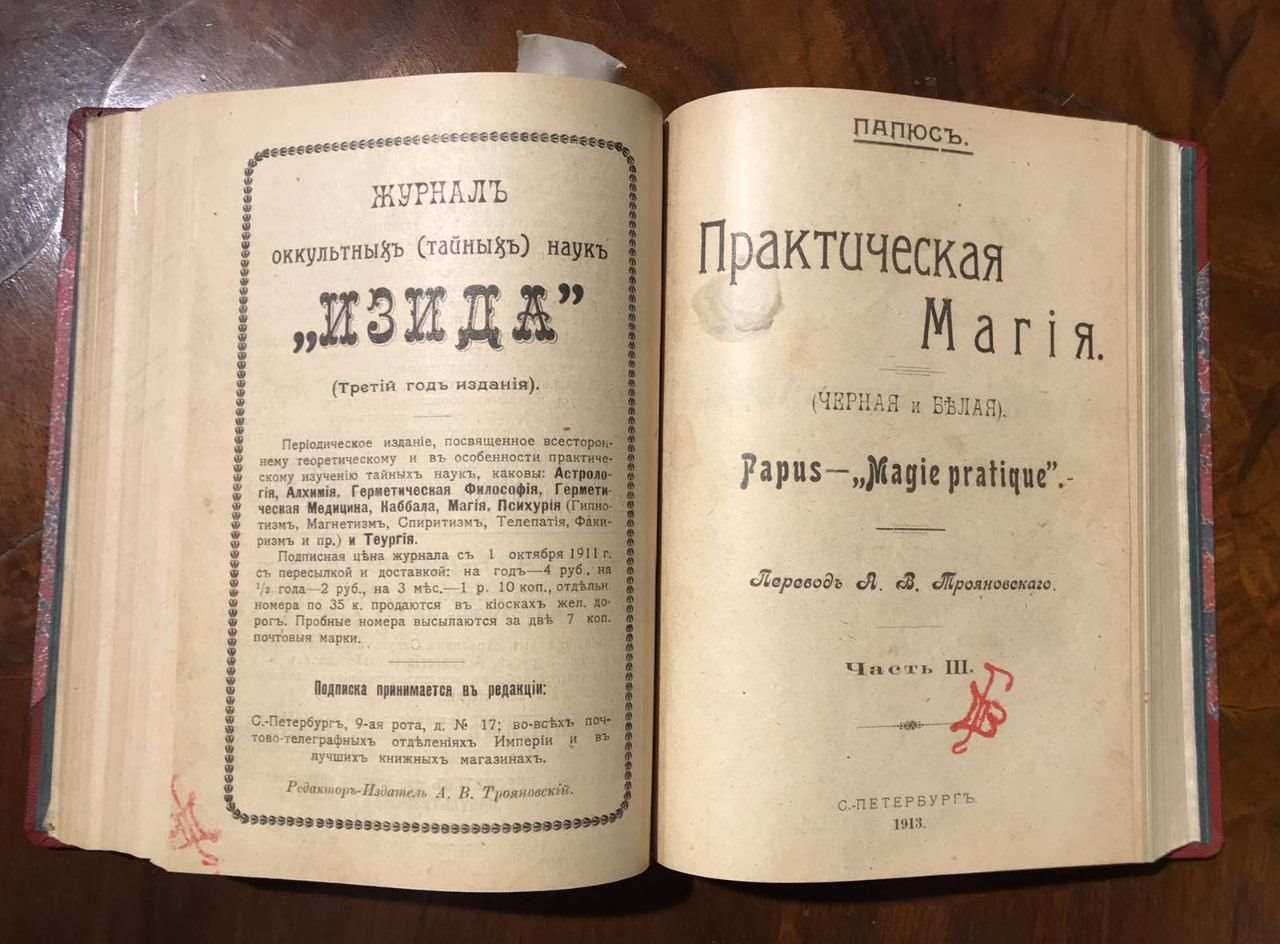 ЖУРНАЛЪ
оккультныхъ (тайныхъ) наукъ
„ИЗИДА”
(Третій годъ изданія).
Періодическое изданіе, посвященное всесторон-
нему теоретическому и въ особенности практиче-
скому изученію тайныхъ наукъ, каковы: Астроло-
гія, Алхимія, Герметическая Философія, Гермети-
ческая Медицина, Каббала, Магія, Психурія (Гипно-
тизмъ, Магнетизмъ, Спиритизмъ, Телепатія, Факи-
ризмъ и пр.) и Теургія.
Подписная цѣна журнала съ 1 октября 1911 г.
съ пересылкой и доставкой: на годъ—4 руб., на
½ года—2 руб., на 3 мѣс.—1 р. 10 коп., отдѣльн.
номера по 35 к. продаются въ кіоскахъ жел. до-
рогъ. Пробные номера высылаются за двѣ 7 коп.
почтовыя марки.
Подписка принимается въ редакціи:
С.-Петербургъ, 9-ая рота, д. № 17; во-всѣхъ поч-
тово-телеграфныхъ отдѣленіяхъ Имперіи и въ
лучшихъ книжныхъ магазинахъ.
Редакторъ-Издатель А. В. Трояновскій.
ПАПЮСЪ.
Практическая
Магія.
(ЧЕРНАЯ и БѢЛАЯ).
Papus—„Magie pratique”.-
Переводъ А. В. Трояновскаго.
Часть III.
С.-ПЕТЕРБУРГЪ.
1913.